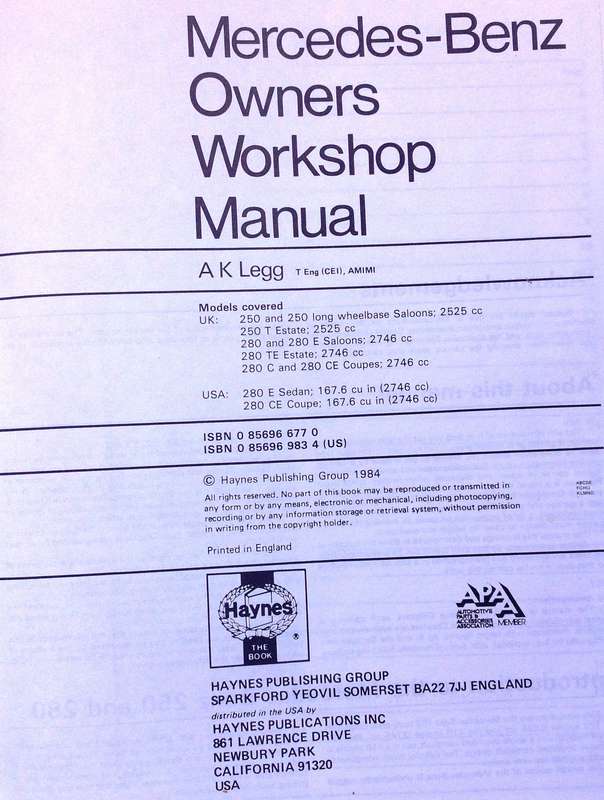 Mercedes-Benz
Owners
Workshop
Manual
A K Legg T Eng (CEI), AMIMI
Models covered
UK: 250 and 250 long wheelbase Saloons; 2525 cc
250 T Estate; 2525 cc
280 and 280 E Saloons; 2746 cc
280 TE Estate; 2746 cc
280 C and 280 CE Coupes; 2746 cc
USA: 280 E Sedan; 167.6 cu in (2746 cc)
280 CE Coupe; 167.6 cu in (2746 cc)
ISBN 0 85696 677 0
ISBN 0 85696 983 4 (US)
© Haynes Publishing Group 1984
All rights reserved. No part of this book may be reproduced or transmitted in
any form or by any means, electronic or mechanical, including photocopying,
recording or by any information storage or retrieval system, without permission
in writing from the copyright holder.
Printed in England
Haynes
®
THE
BOOK
APAA
AUTOMOTIVE
PARTS &
ACCESSORIES
ASSOCIATION MEMBER
HAYNES PUBLISHING GROUP
SPARKFORD YEOVIL SOMERSET BA22 7JJ ENGLAND
distributed in the USA by
HAYNES PUBLICATIONS INC
861 LAWRENCE DRIVE
NEWBURY PARK
CALIFORNIA 91320
USA